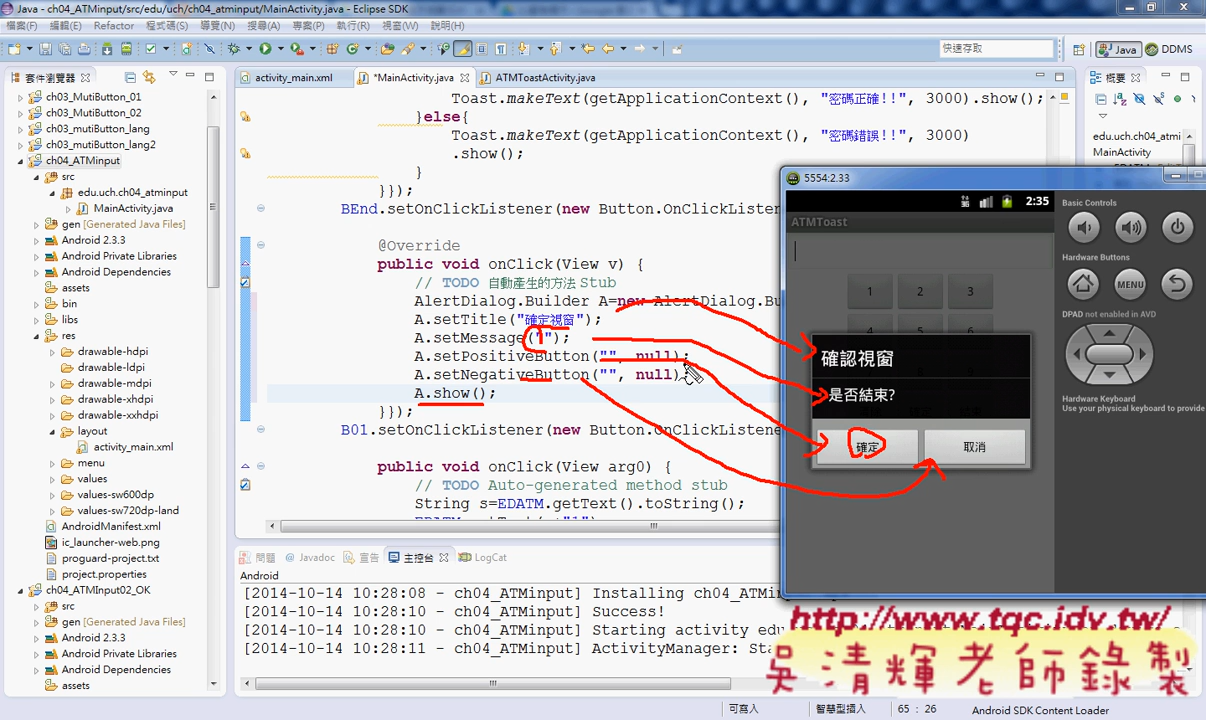 Java - ch04_ATMinput/src/edu/uch/ch04_atminput/MainActivity.java - Eclipse SDK
檔案(F) 編輯(E) Refactor 程式碼(S) 導覽(N) 搜尋(A) 專案(P) 執行(R) 視窗(W) 說明(H)
快速存取
Java
DDMS
套件瀏覽器
ch03_MutiButton_01
ch03_MutiButton_02
ch03_mutiButton_lang
ch03_mutiButton_lang2
ch04_ATMinput
src
edu.uch.ch04_atminput
MainActivity.java
gen [Generated Java Files]
Android 2.3.3
Android Private Libraries
Android Dependencies
assets
bin
libs
res
drawable-hdpi
drawable-ldpi
drawable-mdpi
drawable-xhdpi
drawable-xxhdpi
layout
activity_main.xml
menu
values
values-sw600dp
values-sw720dp-land
AndroidManifest.xml
ic_launcher-web.png
proguard-project.txt
project.properties
ch04_ATMInput02_OK
src
gen [Generated Java Files]
Android 2.3.3
Android Private Libraries
Android Dependencies
assets
activity_main.xml
*MainActivity.java
ATMToastActivity.java
Toast.makeText(getApplicationContext(), "密碼正確!!", 3000).show();
}else{
Toast.makeText(getApplicationContext(), "密碼錯誤!!", 3000)
.show();
}
}});
BEnd.setOnClickListener(new Button.OnClickListene
@Override
public void onClick(View v) {
// TODO 自動產生的方法 Stub
AlertDialog.Builder A=new AlertDialog.Bu
A.setTitle("確定視窗");
A.setMessage("");
A.setPositiveButton("", null);
A.setNegativeButton("", null);
A.show();
}});
B01.setOnClickListener(new Button.OnClickListene
public void onClick(View arg0) {
// TODO Auto-generated method stub
String s=EDATM.getText().toString();
概要
edu.uch.ch04_atmi
MainActivity
5554:2.33
2:35
ATMToast
1 2 3
確認視窗
是否結束?
確定 取消
Basic Controls
Hardware Buttons
MENU
DPAD not enabled in AVD
Hardware Keyboard
Use your physical keyboard to provide
問題 @ Javadoc 宣告 主控台 LogCat
Android
[2014-10-14 10:28:08 - ch04_ATMinput] Installing ch04_ATMin
[2014-10-14 10:28:10 - ch04_ATMinput] Success!
[2014-10-14 10:28:10 - ch04_ATMinput] Starting activity edu
[2014-10-14 10:28:11 - ch04_ATMinput] ActivityManager: Sta
http://www.tqc.idv.tw/
吳清輝老師錄製
可寫入 智慧型插入 65 : 26 Android SDK Content Loader